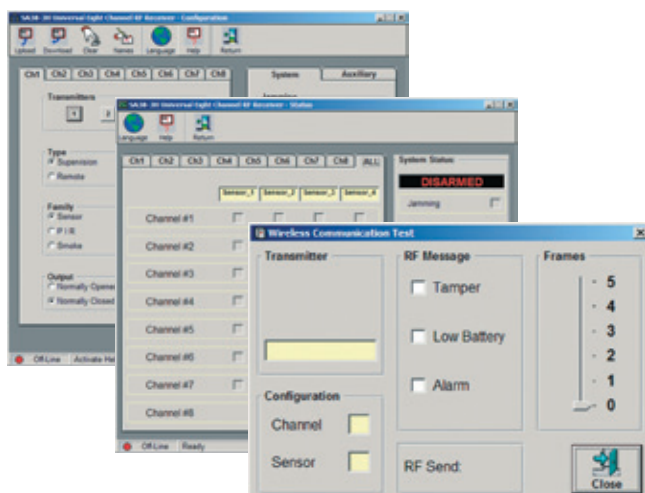 SA38-3H Universal Eight Channel RF Receiver - Configuration
Upload Download Clear Names Language Help Return
Ch1 Ch2 Ch3 Ch4 Ch5 Ch6 Ch7 Ch8
System Auxiliary
Transmitters
1
Type
Supervision
Remote
Family
Sensor
P I R
Smoke
Output
Normally Opene
Normally Closed
Off-Line Activate He
Universal Eight Channel RF Receiver - Status
Language Help Return
Ch1 Ch2 Ch3 Ch4 Ch5 Ch6 Ch7 Ch8 ALL
Sensor_1 Sensor_2 Sensor_3 Sensor_4
Channel #1
Channel #2
Channel #3
Channel #4
Channel #5
Channel #6
Channel #7
Channel #8
System Status:
DISARMED
Jamming
Off-Line Ready
Wireless Communication Test
Transmitter
Configuration
Channel
Sensor
RF Message
Tamper
Low Battery
Alarm
RF Send:
Frames
5
4
3
2
1
0
Close